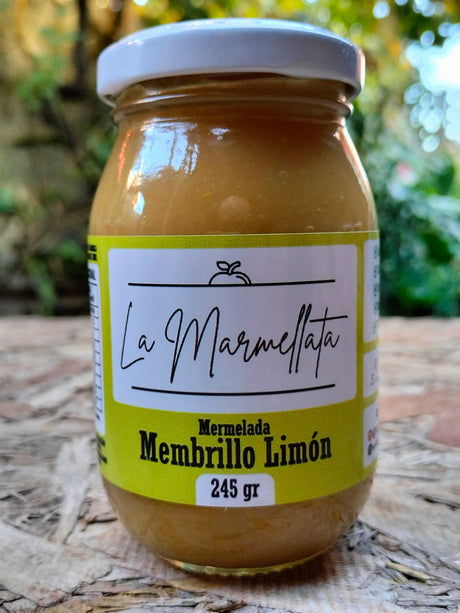 La Marmellata
Mermelada
Membrillo Limón
245 gr